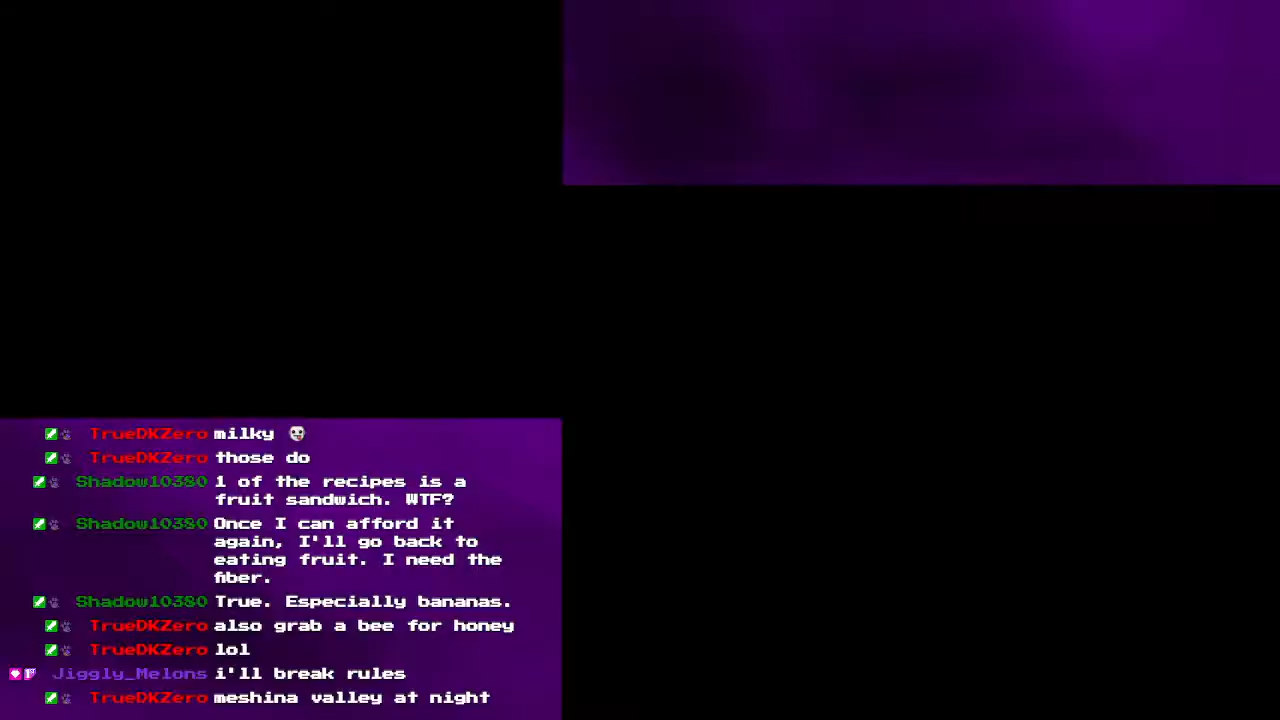 TrueDKZero milky
TrueDKZero those do
Shadow10380 1 of the recipes is a
fruit sandwich. WTF?
Shadow10380 Once I can afford it
again, I'll go back to
eating fruit. I need the
fiber.
Shadow10380 True. Especially bananas.
TrueDKZero also grab a bee for honey
TrueDKZero lol
Jiggly_Melons i'll break rules
TrueDKZero meshina valley at night